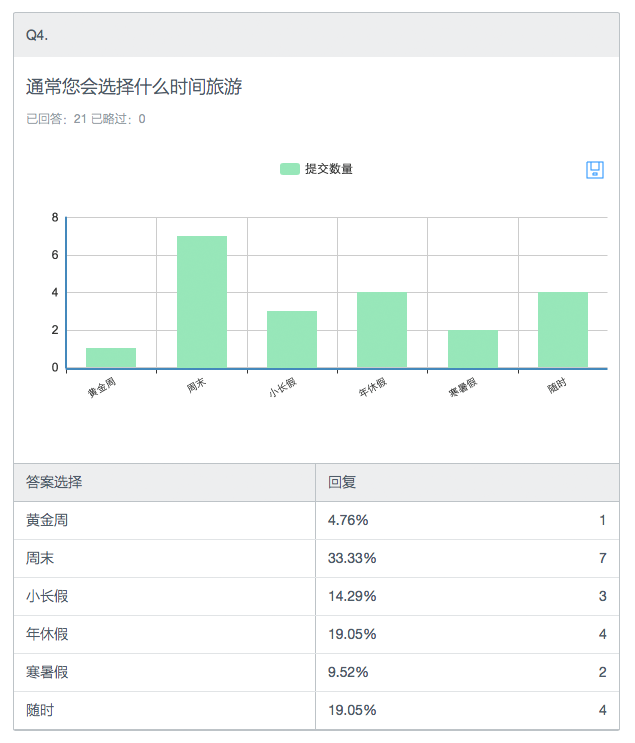 Q4.
通常您会选择什么时间旅游
已回答：21 已略过：0
提交数量
8
6
4
2
0
黄金周 周末 小长假 年休假 寒暑假 随时
答案选择 回复
黄金周 4.76% 1
周末 33.33% 7
小长假 14.29% 3
年休假 19.05% 4
寒暑假 9.52% 2
随时 19.05% 4